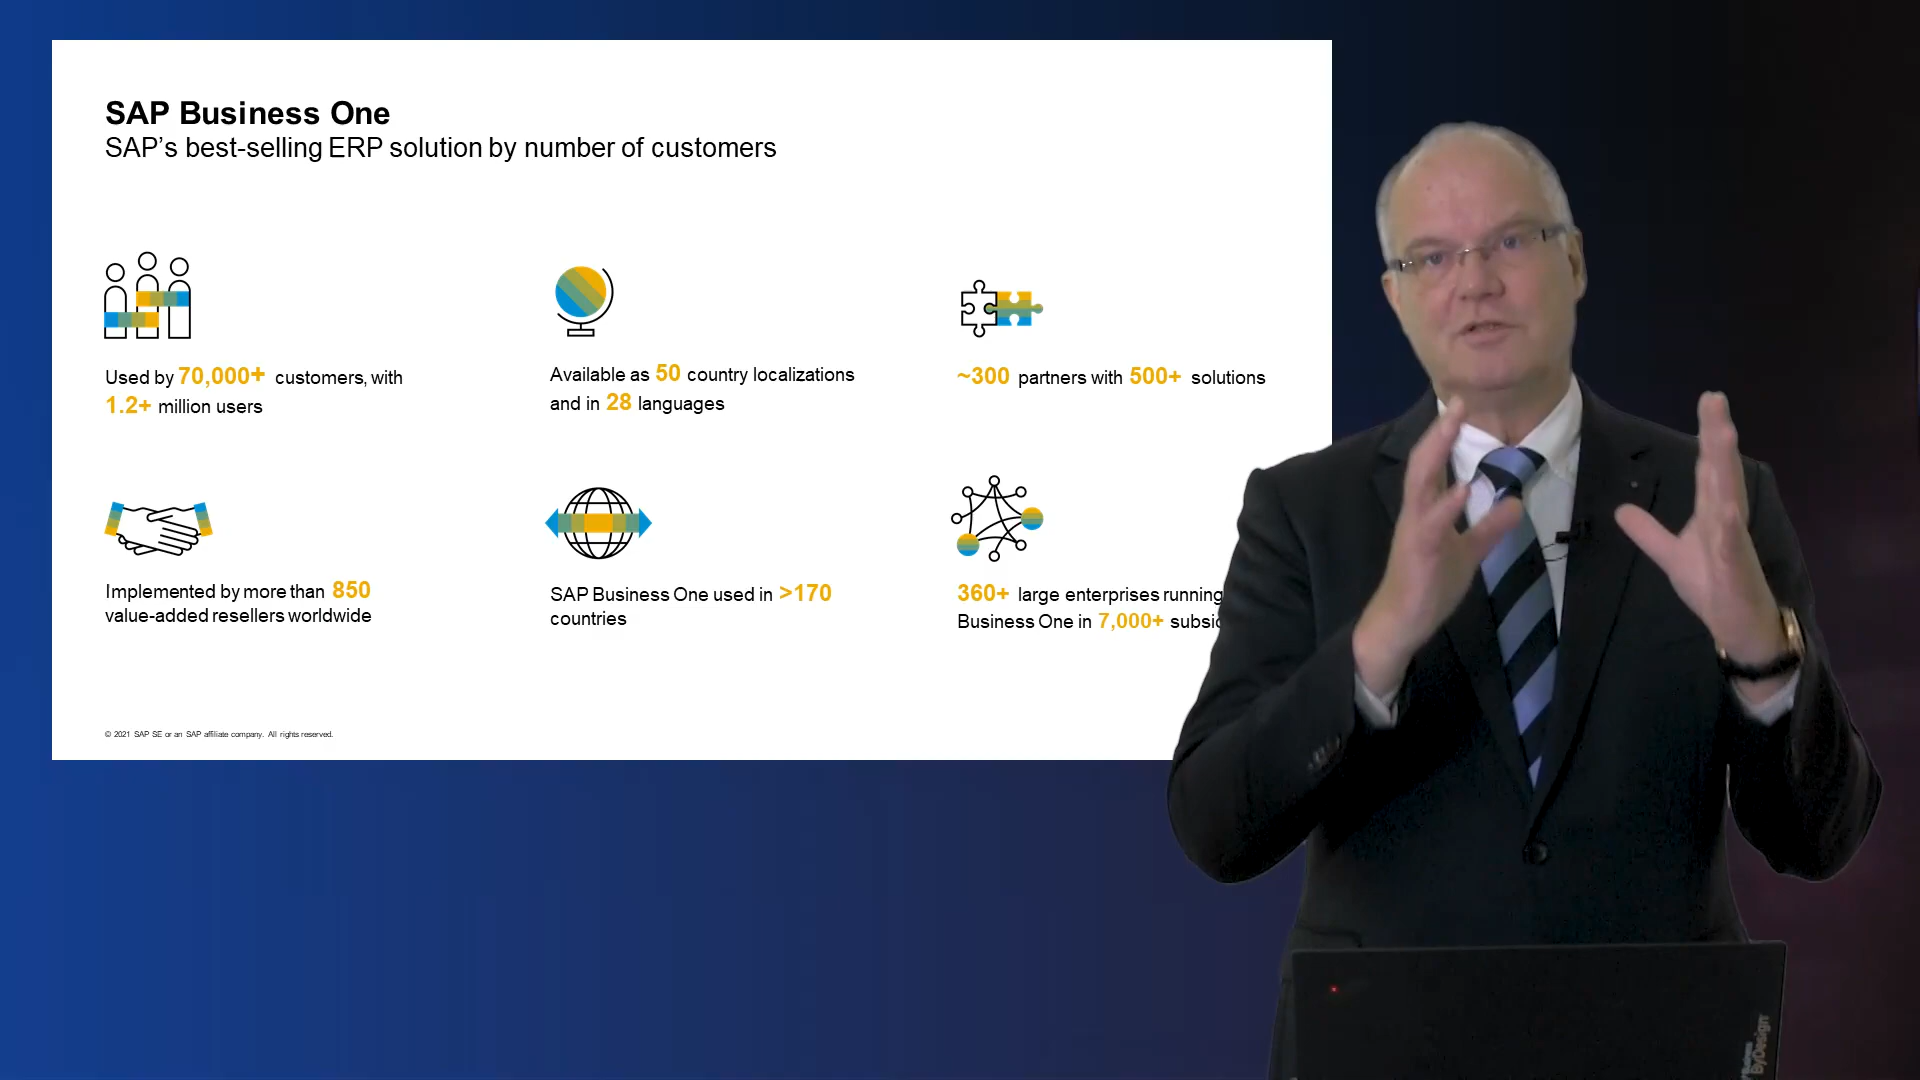 SAP Business One
SAP’s best-selling ERP solution by number of customers
Used by 70,000+ customers, with
1.2+ million users
Available as 50 country localizations
and in 28 languages
~300 partners with 500+ solutions
Implemented by more than 850
value-added resellers worldwide
SAP Business One used in >170
countries
360+ large enterprises running
Business One in 7,000+
© 2021 SAP SE or an SAP affiliate company. All rights reserved.
Business
ByDesign